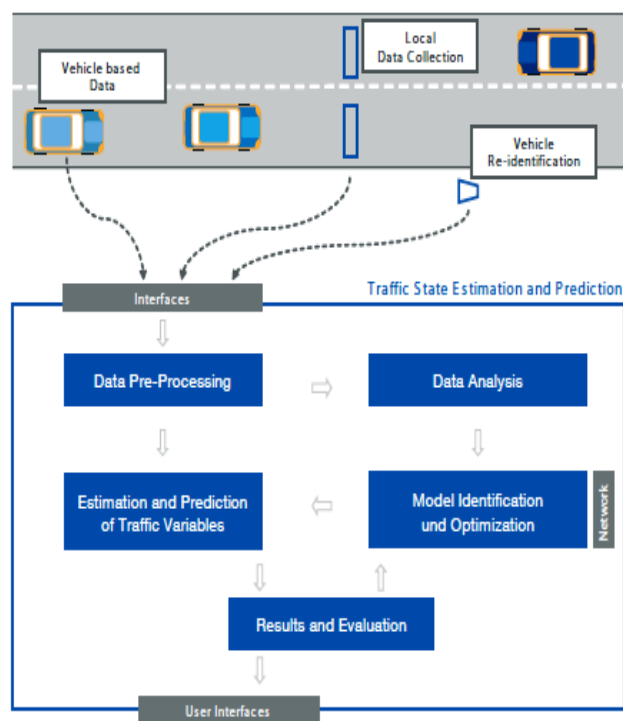 Local
Data Collection
Vehicle based
Data
Vehicle
Re-identification
Interfaces
Traffic State Estimation and Prediction
Data Pre-Processing
Data Analysis
Estimation and Prediction
of Traffic Variables
Model Identification
und Optimization
Network
Results and Evaluation
User Interfaces